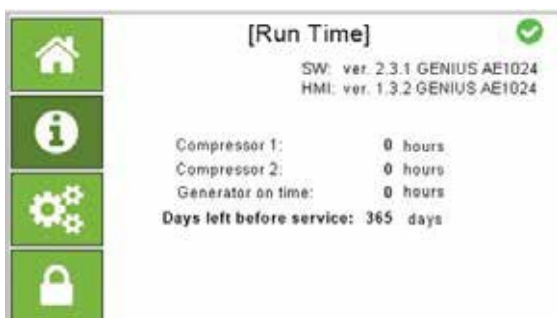 [Run Time]
SW: ver. 2.3.1 GENIUS AE1024
HMI: ver. 1.3.2 GENIUS AE1024
Compressor 1: 0 hours
Compressor 2: 0 hours
Generator on time: 0 hours
Days left before service: 365 days